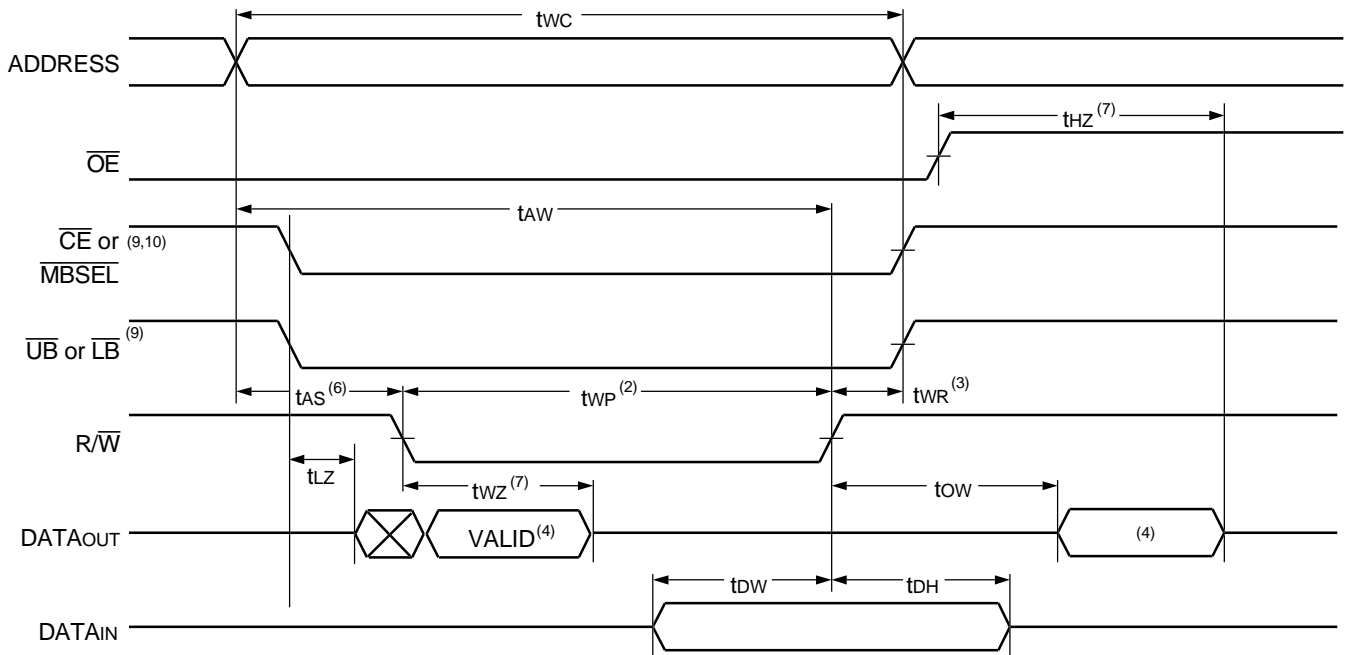 tWC
ADDRESS
tHZ (7)
OE
tAW
CE or (9,10)
MBSEL
UB or LB (9)
tAS (6) tWP (2) tWR (3)
R/W
tLZ
tWZ (7) tOW
DATAOUT VALID (4) (4)
tDW tDH
DATAIN